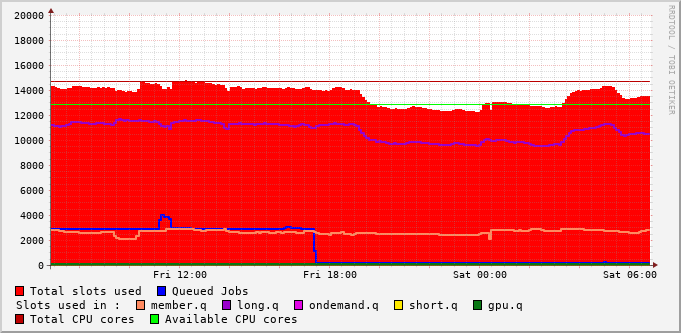 RRDTOOL / TOBI OETIKER
20000
18000
16000
14000
12000
10000
8000
6000
4000
2000
0
Fri 12:00 Fri 18:00 Sat 00:00 Sat 06:00
Total slots used Queued Jobs
Slots used in : member.q long.q ondemand.q short.q gpu.q
Total CPU cores Available CPU cores